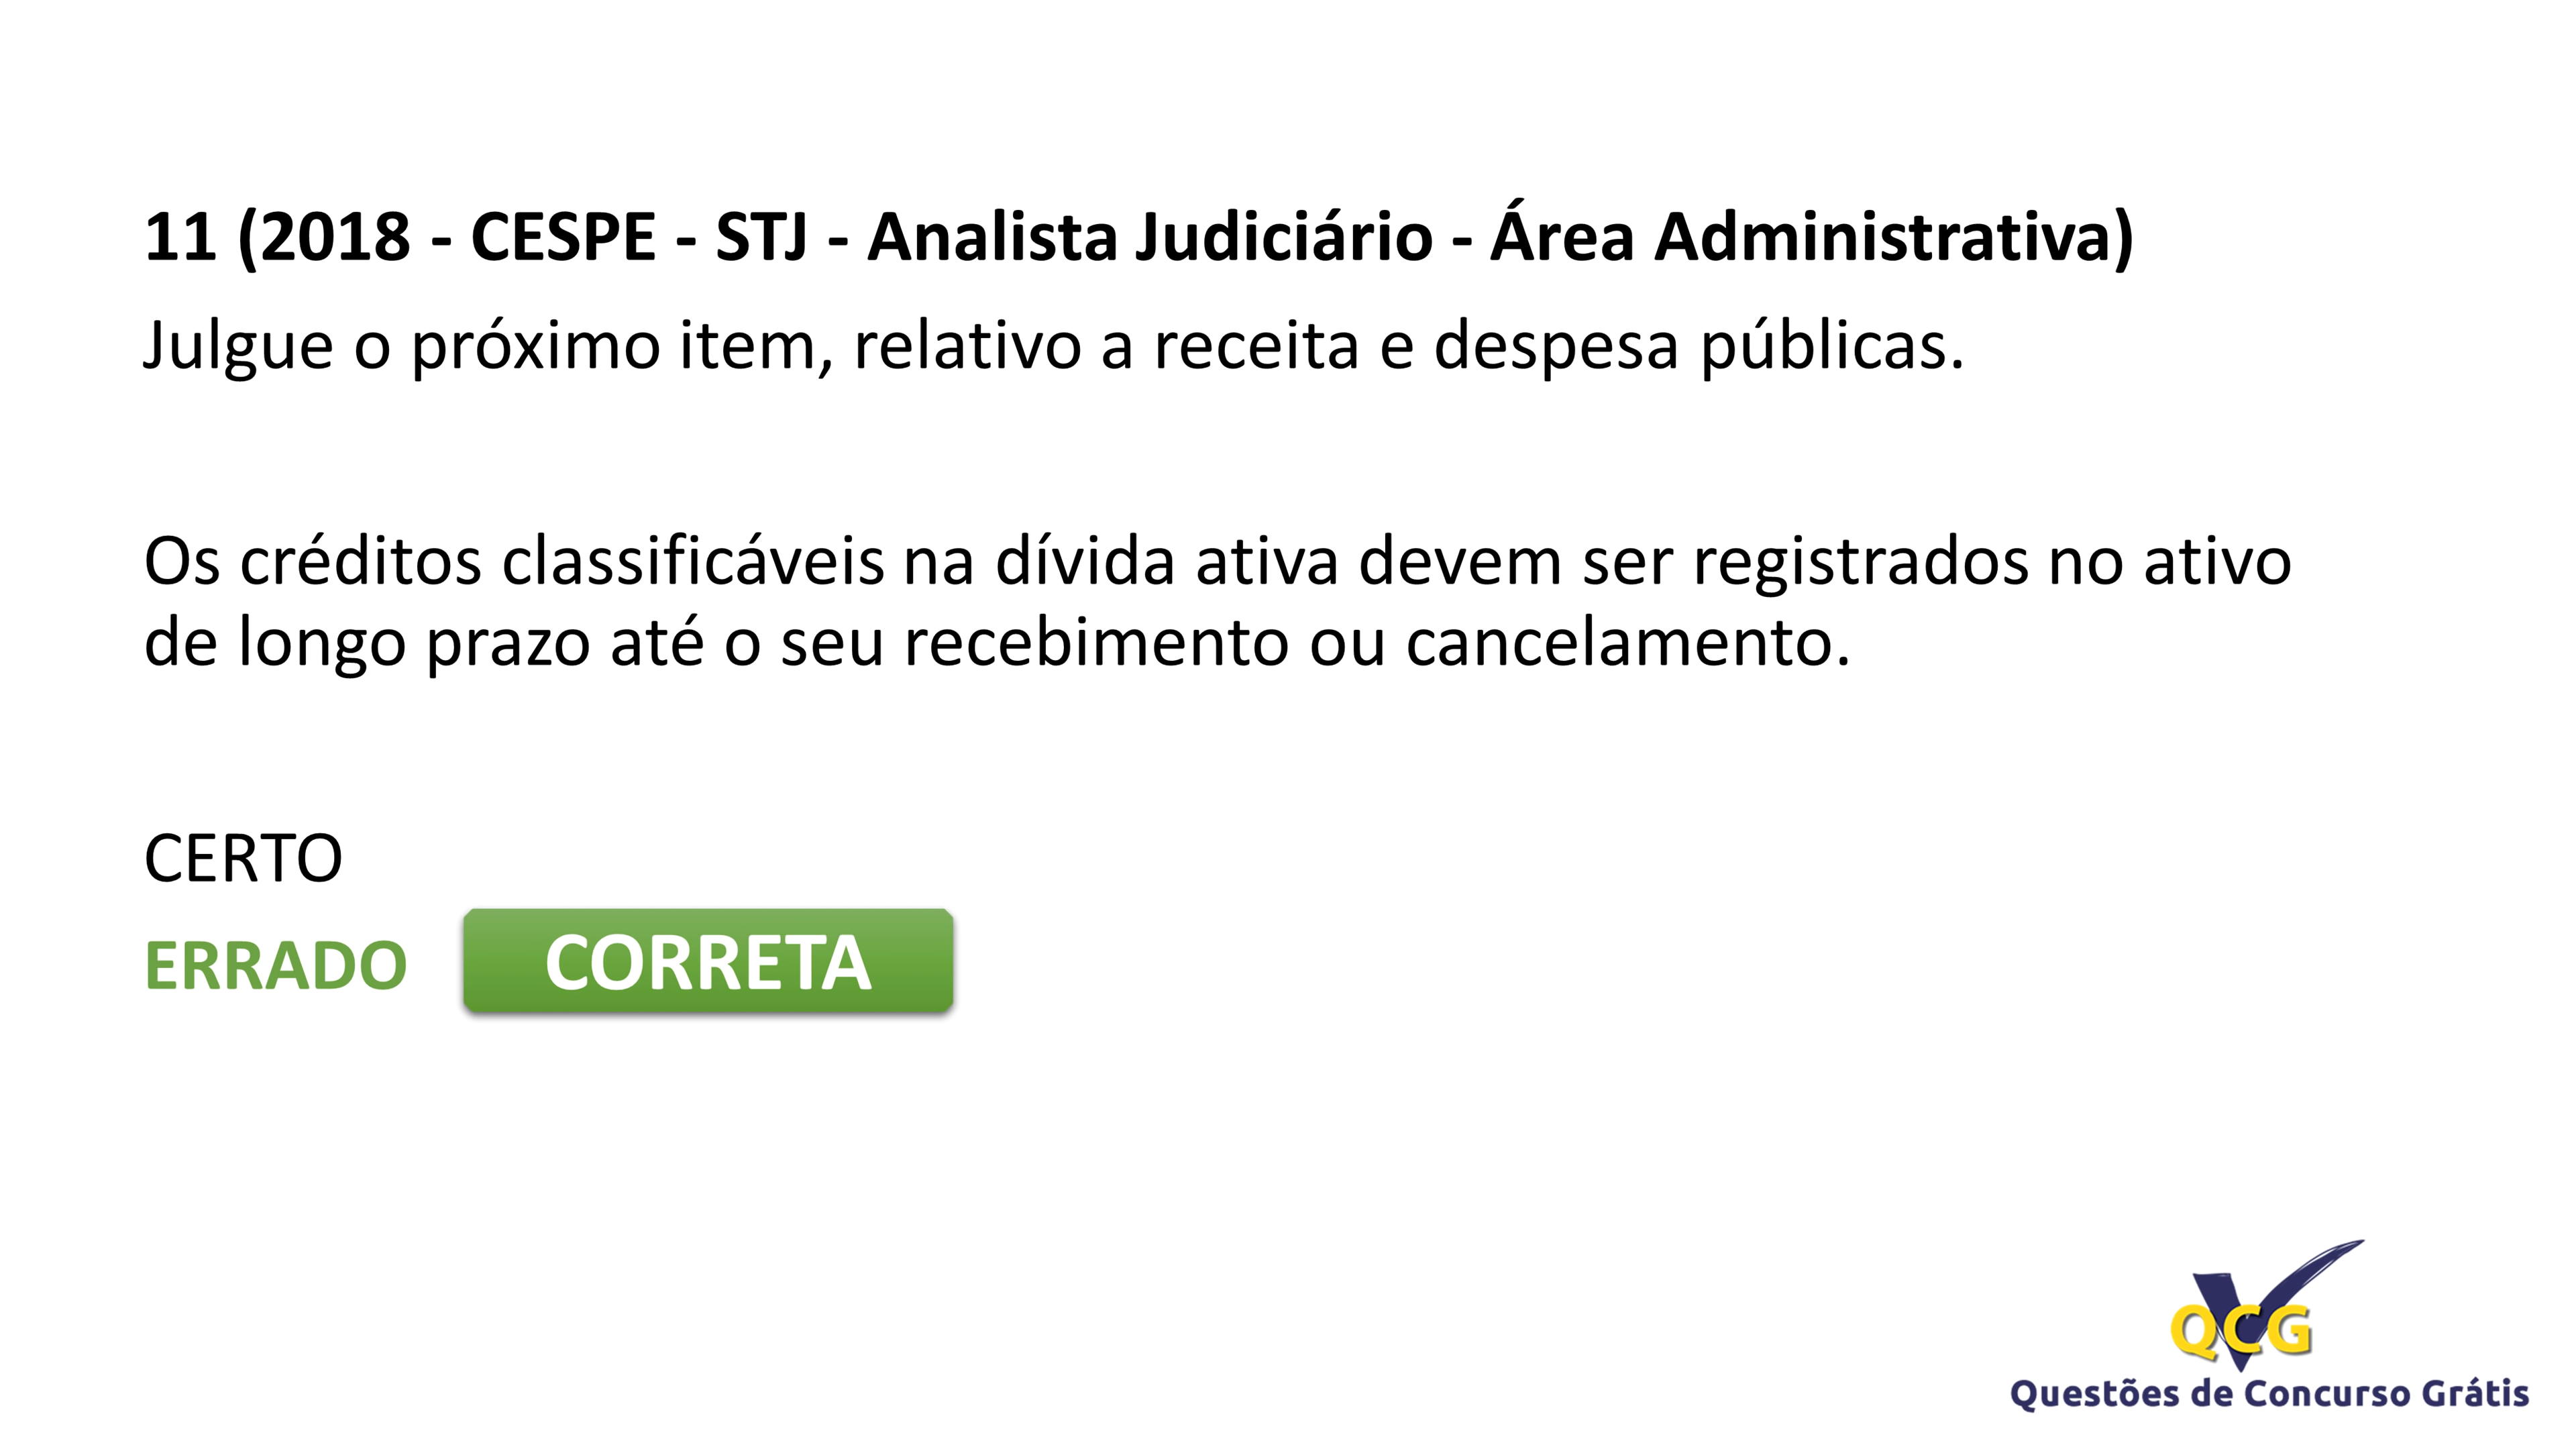 11 (2018 - CESPE - STJ - Analista Judiciário - Área Administrativa)
Julgue o próximo item, relativo a receita e despesa públicas.
Os créditos classificáveis na dívida ativa devem ser registrados no ativo
de longo prazo até o seu recebimento ou cancelamento.
CERTO
ERRADO CORRETA
QCG
Questões de Concurso Grátis